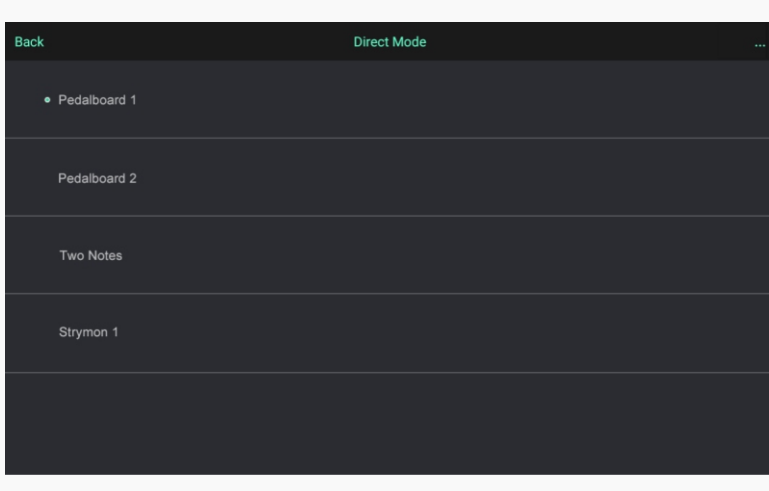 Back Direct Mode ...
Pedalboard 1
Pedalboard 2
Two Notes
Strymon 1